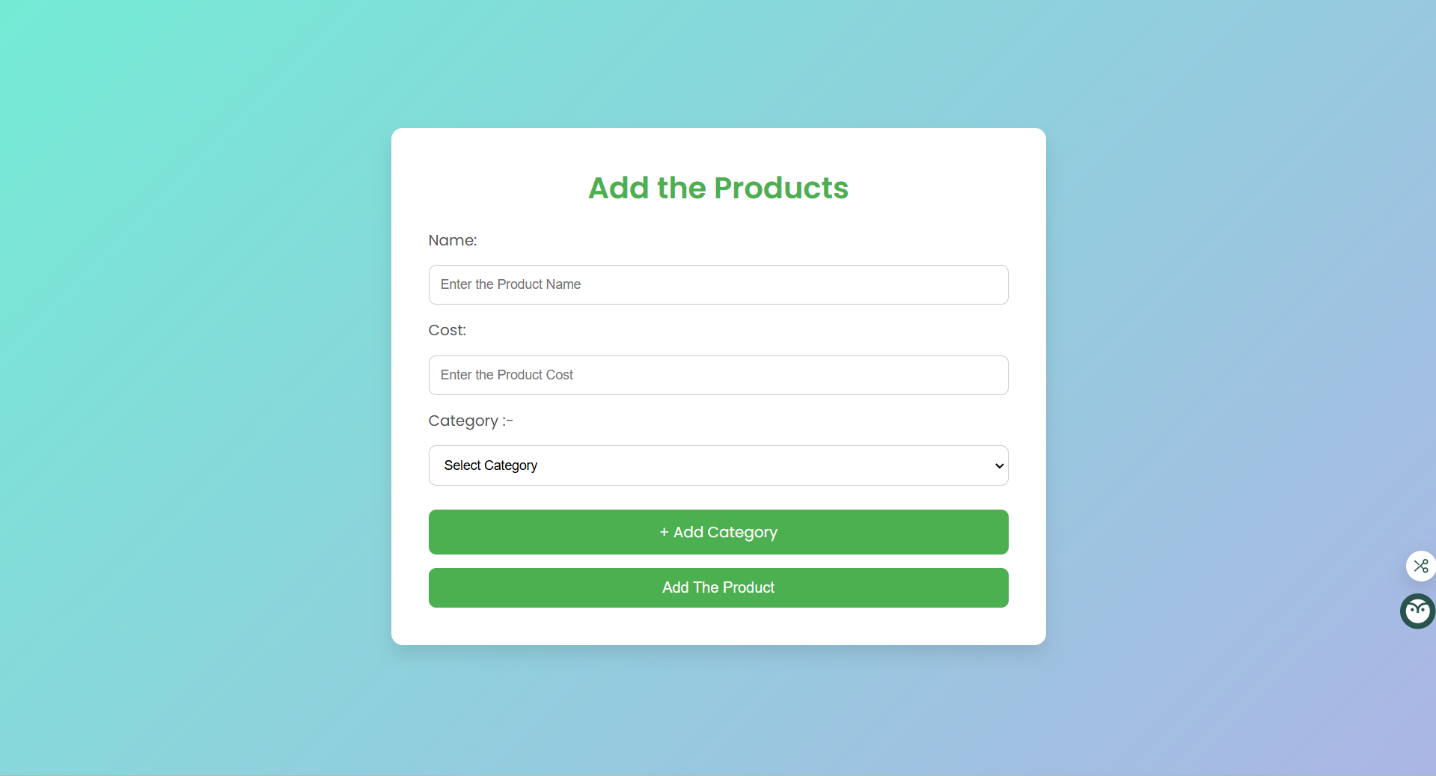 Add the Products
Name:
Enter the Product Name
Cost:
Enter the Product Cost
Category :-
Select Category
+ Add Category
Add The Product